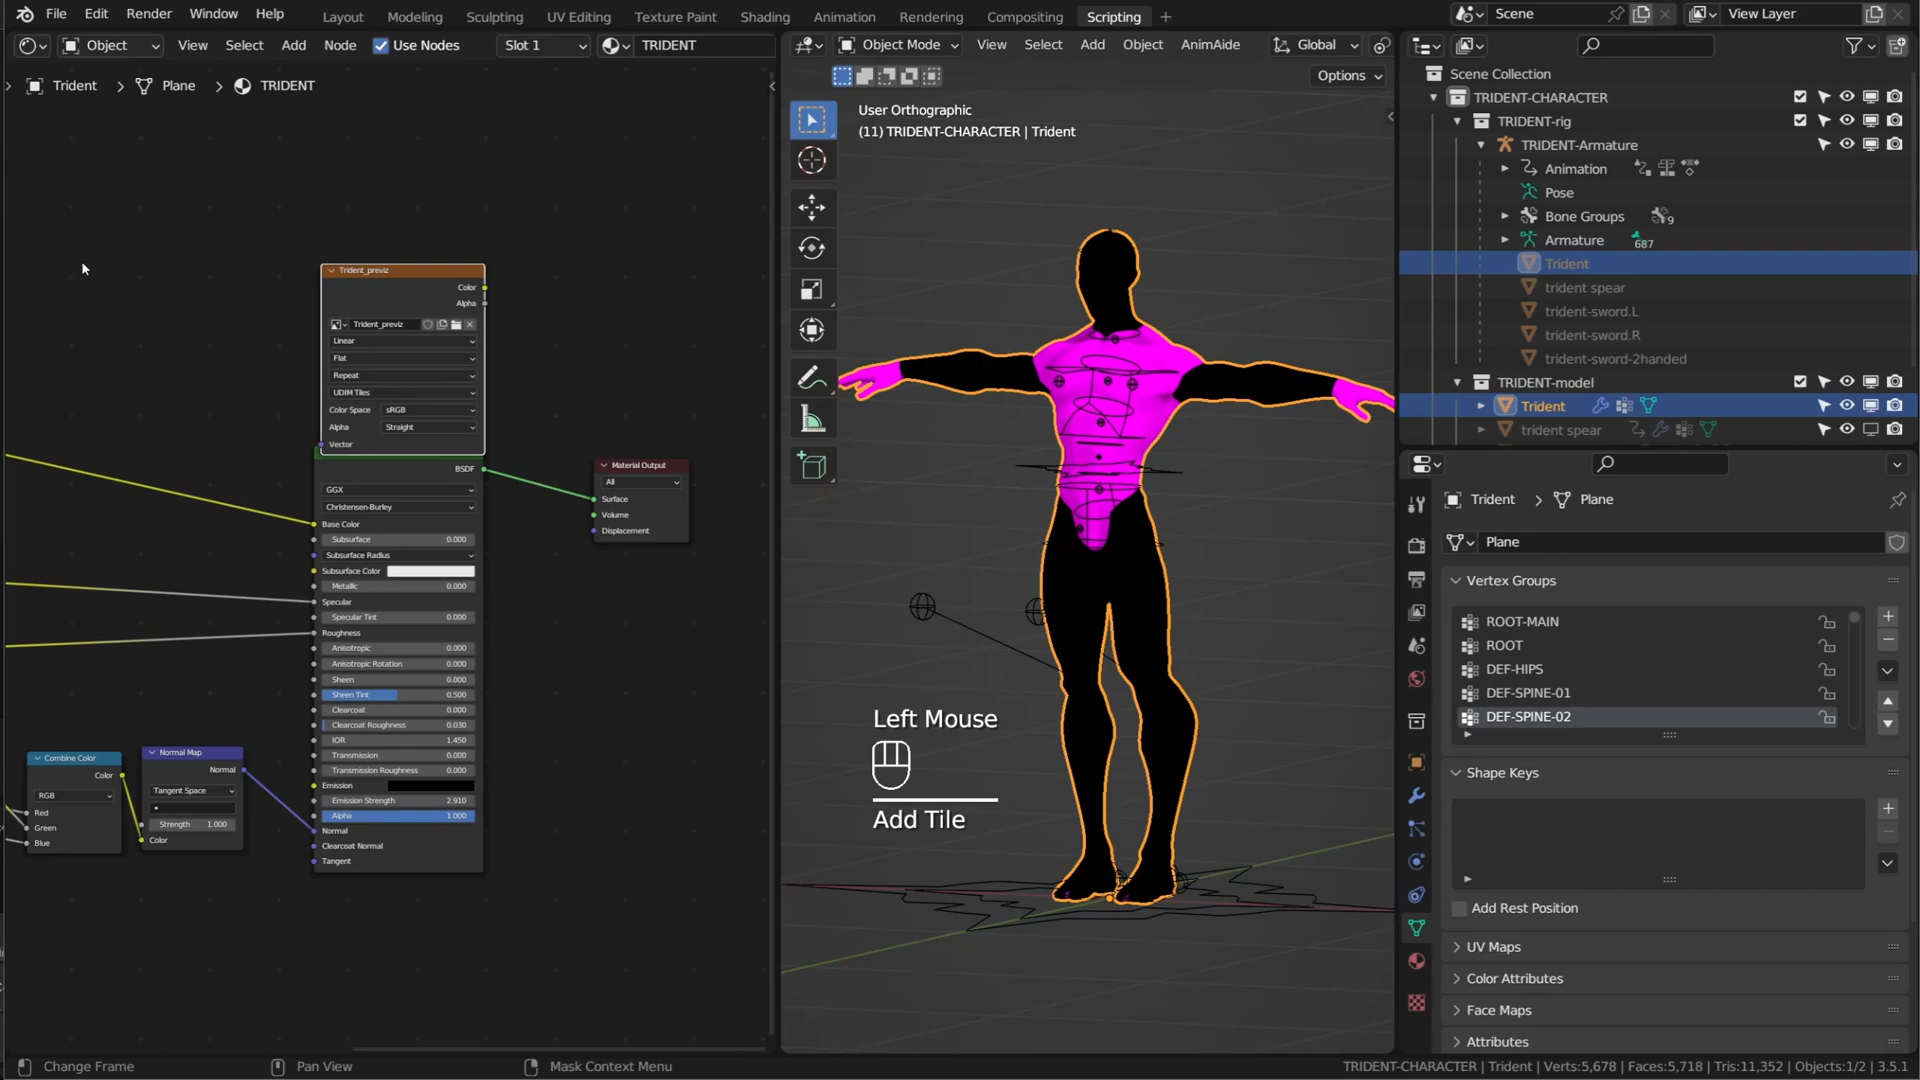 File Edit Render Window Help Layout Modeling Sculpting UV Editing Texture Paint Shading Animation Rendering Compositing Scripting Scene View Layer
Object View Select Add Node Use Nodes Slot 1 TRIDENT
Object Mode View Select Add Object AnimAide Global
Options
Trident Plane TRIDENT
User Orthographic
(11) TRIDENT-CHARACTER | Trident
Trident_previz
Color
Alpha
Trident_previz
Linear
Flat
Repeat
UDIM Tiles
Color Space sRGB
Alpha Straight
Vector
BSDF
GGX
Christensen-Burley
Base Color
Subsurface 0.000
Subsurface Radius
Subsurface Color
Metallic 0.000
Specular
Specular Tint 0.000
Roughness
Anisotropic 0.000
Anisotropic Rotation 0.000
Sheen 0.000
Sheen Tint 0.500
Clearcoat 0.000
Clearcoat Roughness 0.030
IOR 1.450
Transmission 0.000
Transmission Roughness 0.000
Emission
Emission Strength 2.910
Alpha 1.000
Normal
Clearcoat Normal
Tangent
Material Output
All
Surface
Volume
Displacement
Combine Color
Color
RGB
Red
Green
Blue
Normal Map
Normal
Tangent Space
Strength 1.000
Color
Left Mouse
Add Tile
Scene Collection
TRIDENT-CHARACTER
TRIDENT-rig
TRIDENT-Armature
Animation
Pose
Bone Groups 9
Armature 687
Trident
trident spear
trident-sword.L
trident-sword.R
trident-sword-2handed
TRIDENT-model
Trident
trident spear
Trident Plane
Plane
Vertex Groups
ROOT-MAIN
ROOT
DEF-HIPS
DEF-SPINE-01
DEF-SPINE-02
Shape Keys
Add Rest Position
UV Maps
Color Attributes
Face Maps
Attributes
Change Frame Pan View Mask Context Menu TRIDENT-CHARACTER | Trident | Verts:5,678 | Faces:5,718 | Tris:11,352 | Objects:1/2 | 3.5.1